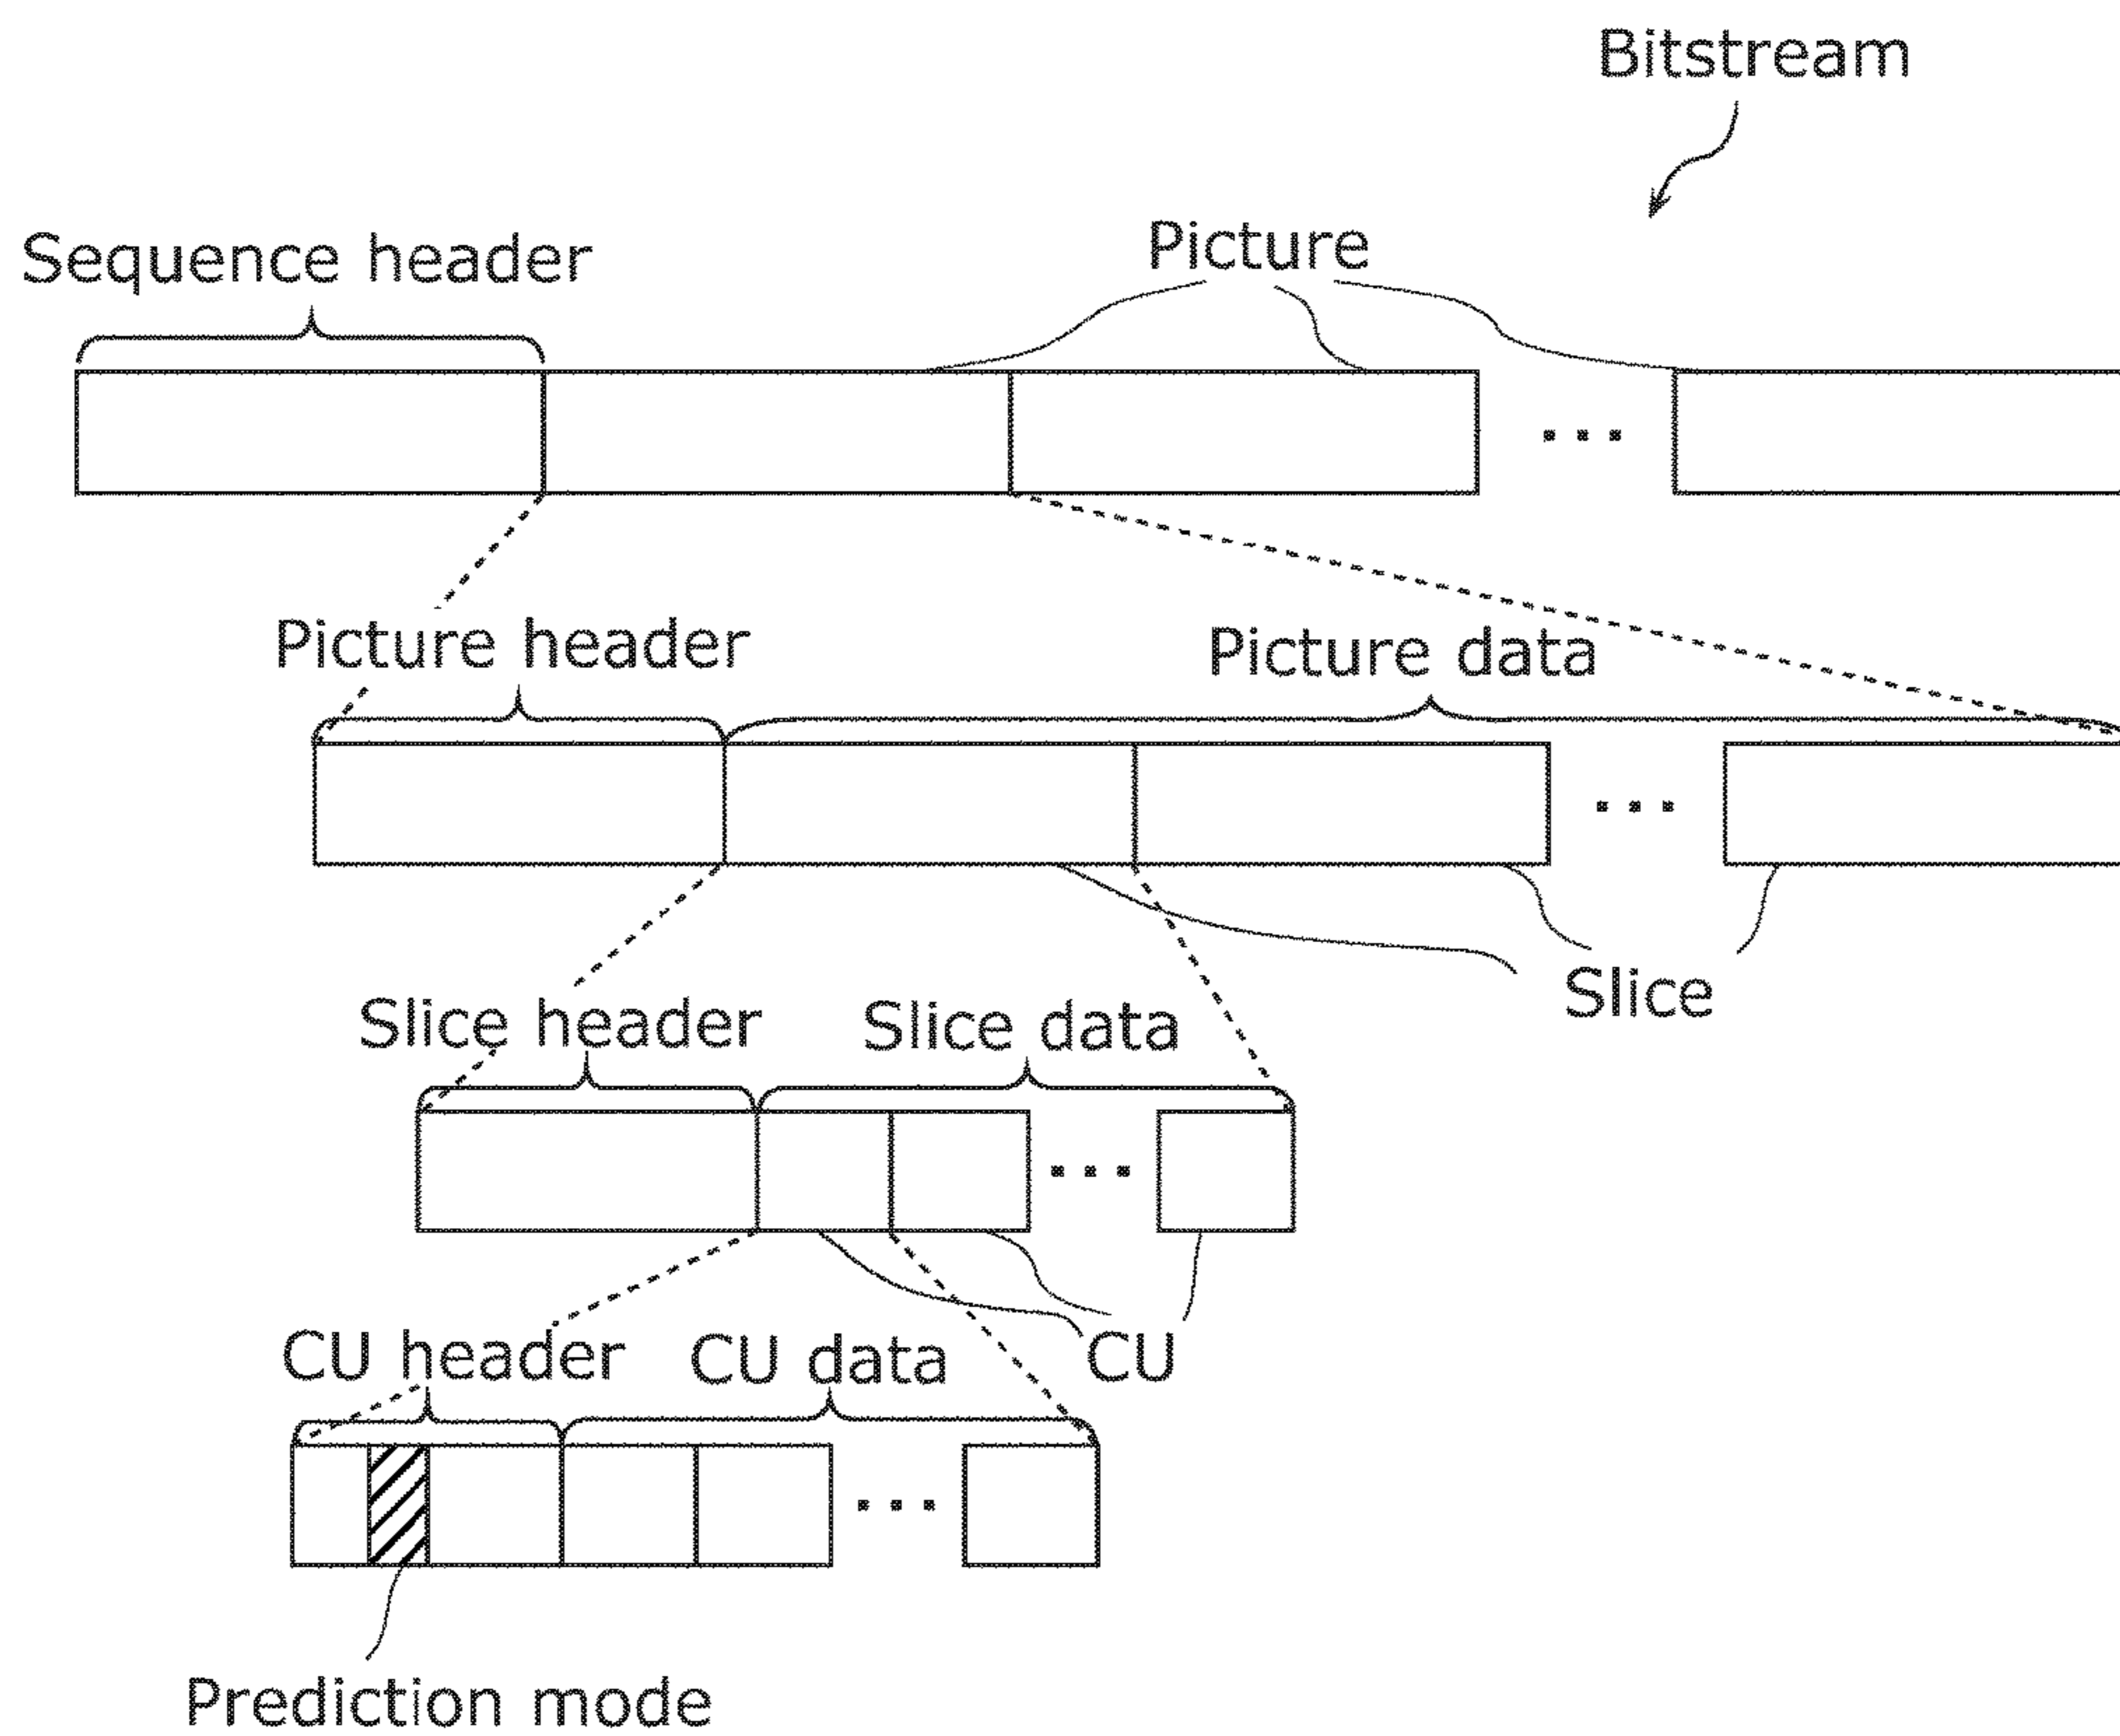 Bitstream
Sequence header
Picture
...
Picture header
Picture data
...
Slice
Slice header
Slice data
...
CU header
CU data
CU
...
Prediction mode